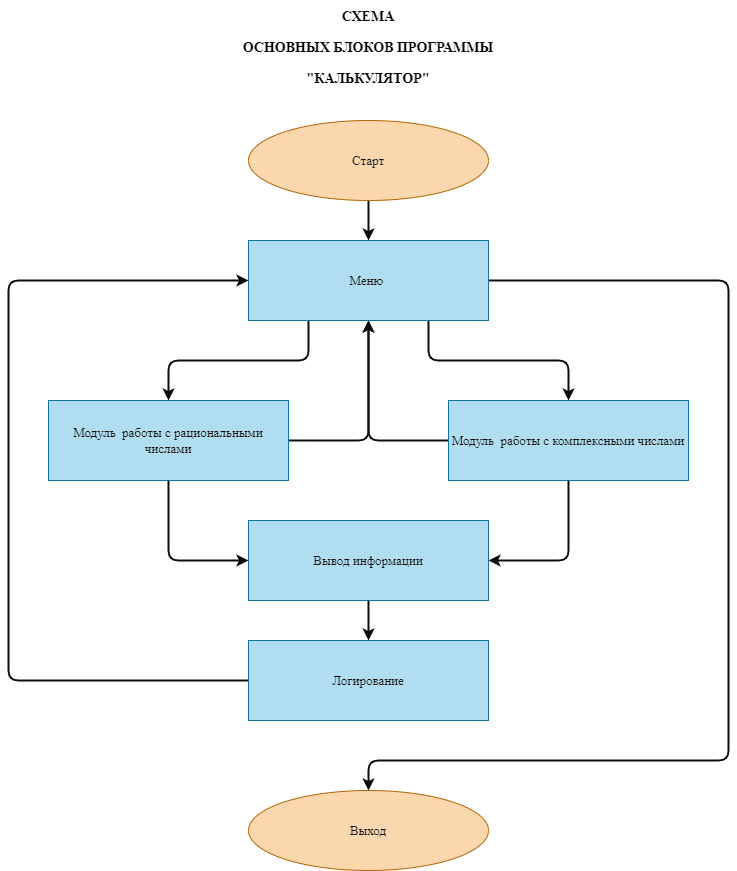 СХЕМА
ОСНОВНЫХ БЛОКОВ ПРОГРАММЫ
"КАЛЬКУЛЯТОР"
Старт
Меню
Модуль  работы с рациональными
числами
Модуль  работы с комплексными числами
Вывод информации
Логирование
Выход